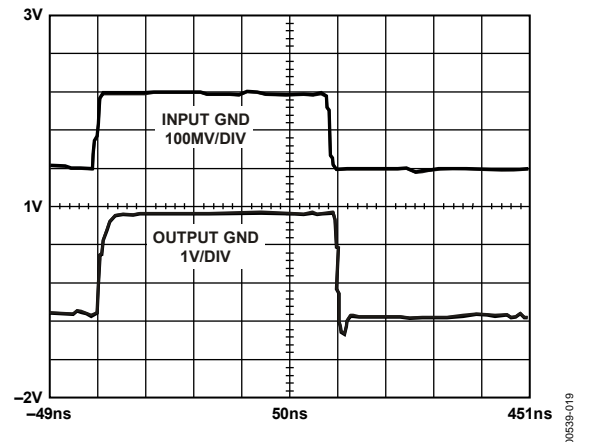 3V
INPUT GND
100MV/DIV
1V
OUTPUT GND
1V/DIV
–2V
–49ns
50ns
451ns
00539-019